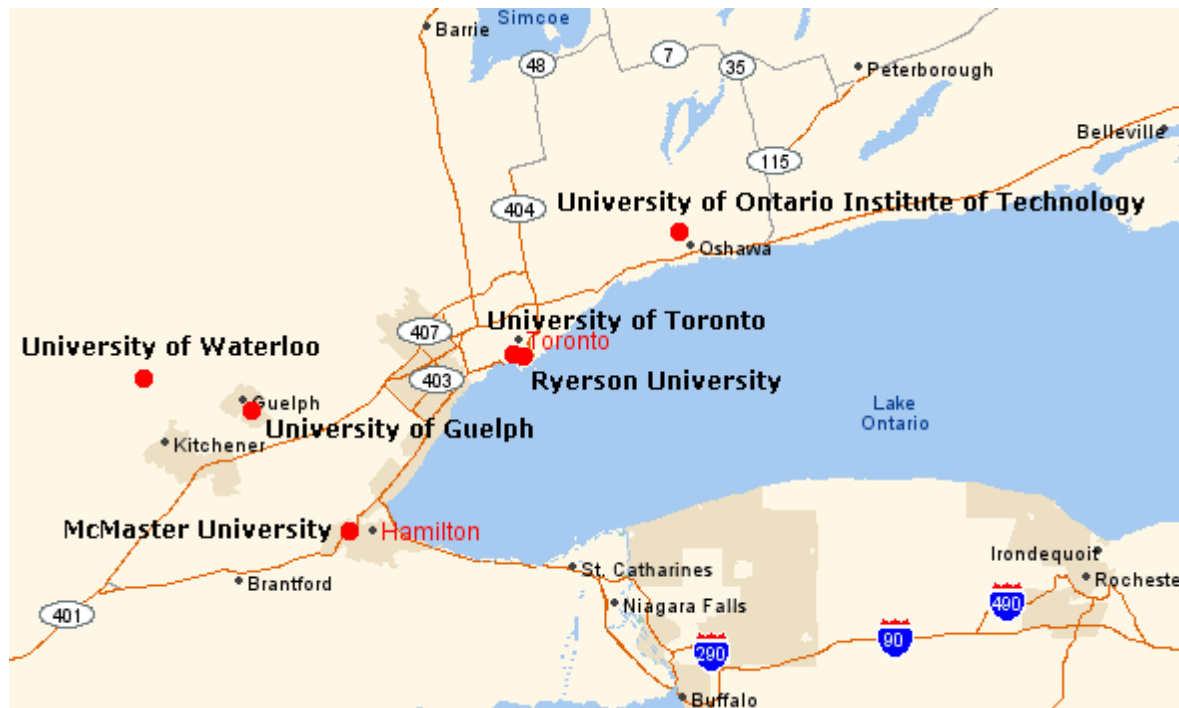 Simcoe
Barrie
48
7
35
Peterborough
Belleville
115
404
University of Ontario Institute of Technology
Oshawa
407
University of Toronto
Toronto
University of Waterloo
403
Ryerson University
Guelph
Lake
Ontario
University of Guelph
Kitchener
McMaster University
Hamilton
Irondequoit
St. Catharines
Rocheste
Brantford
Niagara Falls
490
401
90
290
Buffalo